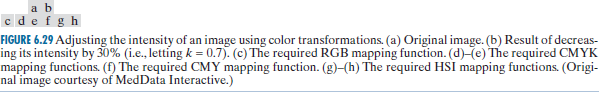 a b
c d e f g h
FIGURE 6.29 Adjusting the intensity of an image using color transformations. (a) Original image. (b) Result of decreas-
ing its intensity by 30% (i.e., letting k = 0.7). (c) The required RGB mapping function. (d)–(e) The required CMYK
mapping functions. (f) The required CMY mapping function. (g)–(h) The required HSI mapping functions. (Origi-
nal image courtesy of MedData Interactive.)